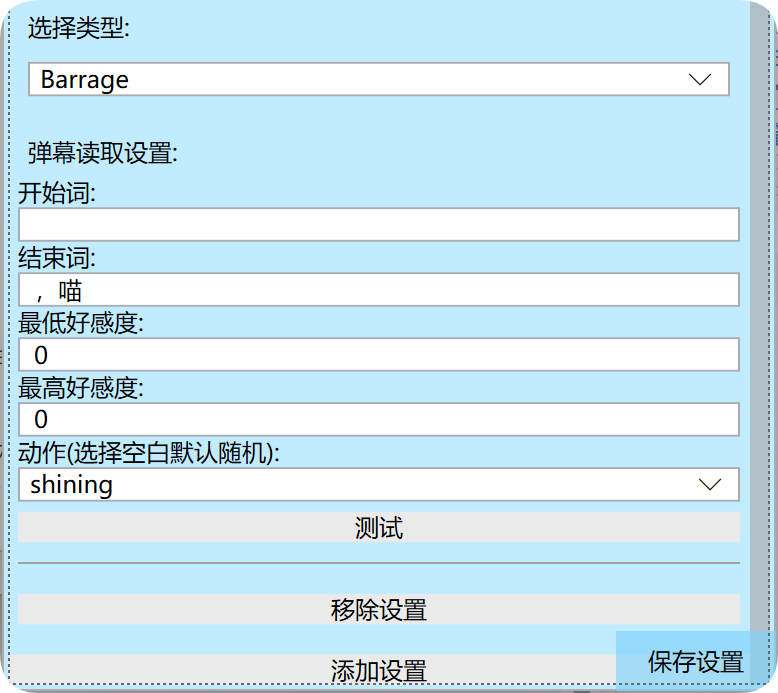 选择类型:
Barrage
弹幕读取设置:
开始词:
结束词:
，喵
最低好感度:
0
最高好感度:
0
动作(选择空白默认随机):
shining
测试
移除设置
添加设置
保存设置